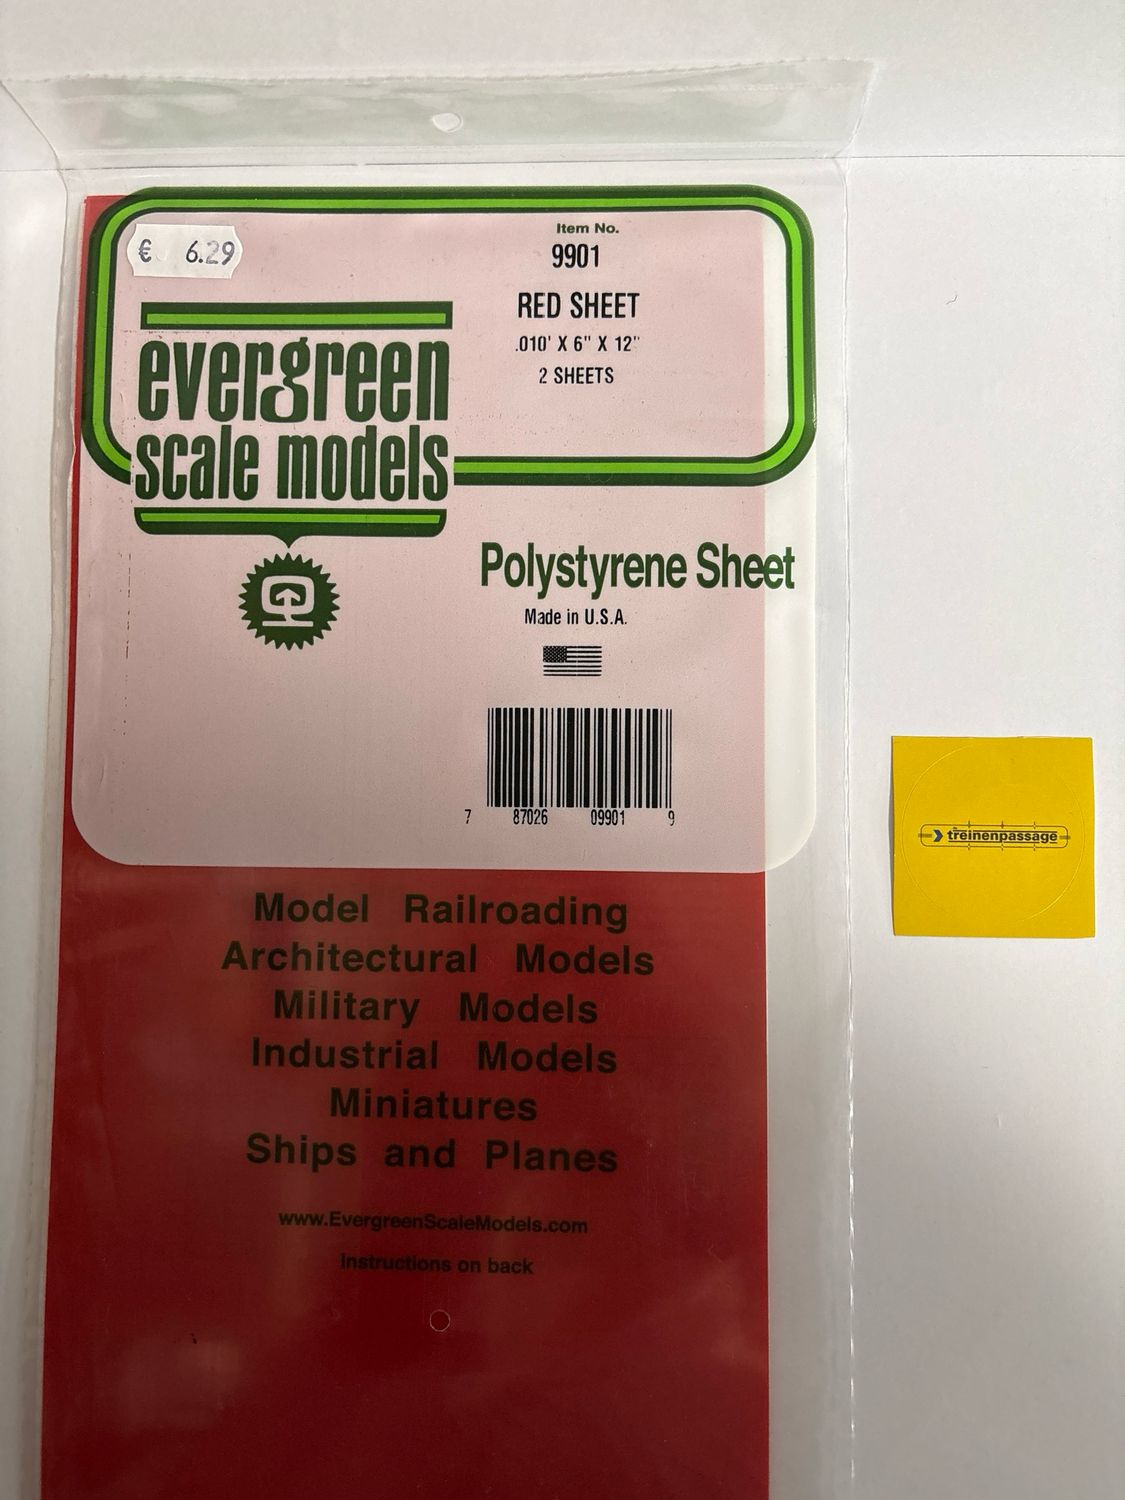 € 6.29
Item No.
9901
RED SHEET
.010' X 6" X 12"
2 SHEETS
evergreen
scale models
Polystyrene Sheet
Made in U.S.A.
7 87026 09901 9
Model Railroading
Architectural Models
Military Models
Industrial Models
Miniatures
Ships and Planes
www.EvergreenScaleModels.com
Instructions on back
de
treinenpassage